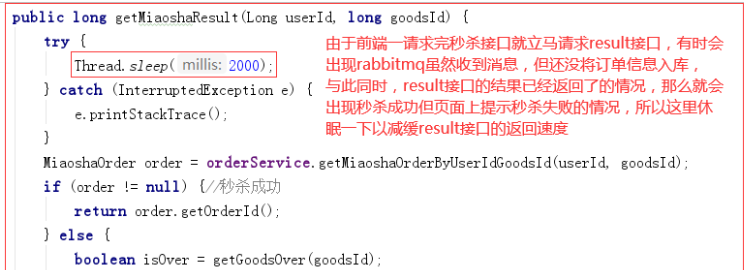 public long getMiaoshaResult(Long userId, long goodsId) {
try {
Thread.sleep( millis: 2000);
} catch (InterruptedException e) {
e.printStackTrace();
}
由于前端一请求完秒杀接口就立马请求result接口，有时会
出现rabbitmq虽然收到消息，但还没将订单信息入库，
与此同时，result接口的结果已经返回了的情况，那么就会
出现秒杀成功但页面上提示秒杀失败的情况，所以这里休
眠一下以减缓result接口的返回速度
MiaoshaOrder order = orderService.getMiaoshaOrderByUserIdGoodsId(userId, goodsId);
if (order != null) {//秒杀成功
return order.getOrderId();
} else {
boolean isOver = getGoodsOver(goodsId);